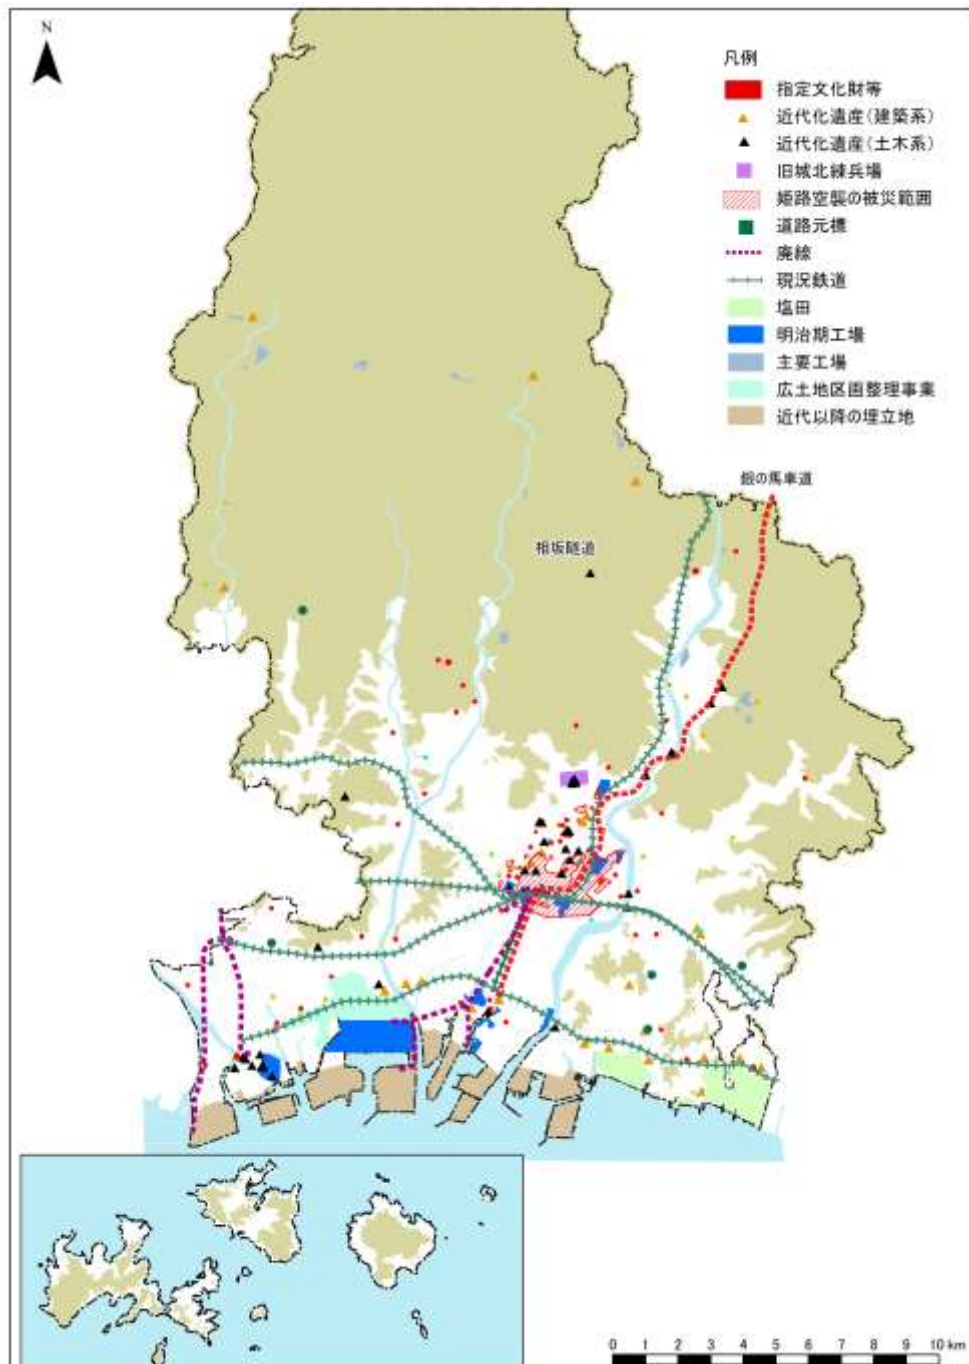 N
凡例
指定文化財等
近代化遺産(建築系)
近代化遺産(土木系)
旧城北練兵場
姫路空襲の被災範囲
道路元標
廃線
現況鉄道
塩田
明治期工場
主要工場
広土地区画整理事業
近代以降の埋立地
銀の馬車道
相坂隧道
0 1 2 3 4 5 6 7 8 9 10 km